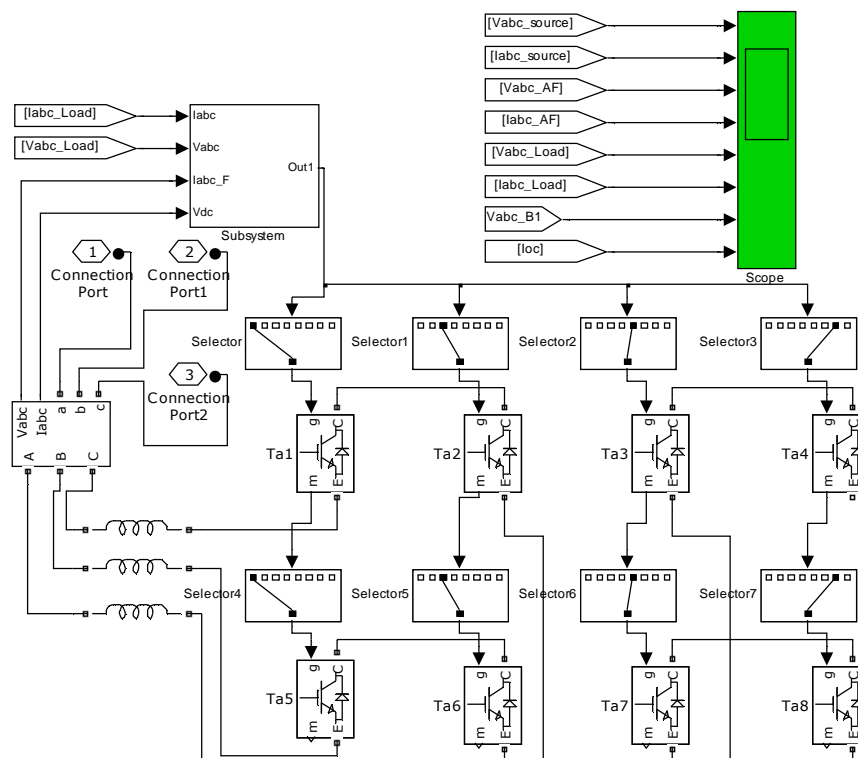 [Vabc_source]
[Iabc_source]
[Vabc_AF]
[Iabc_AF]
[Vabc_Load]
[Iabc_Load]
Vabc_B1
[Ioc]
Scope
[Iabc_Load]
[Vabc_Load]
Iabc
Vabc
Iabc_F
Vdc
Out1
Subsystem
1
Connection
Port
2
Connection
Port1
3
Connection
Port2
Vabc
Iabc
a
b
c
A
B
C
Selector
Selector1
Selector2
Selector3
Ta1
g
C
m
E
Ta2
g
C
m
E
Ta3
g
C
m
E
Ta4
g
C
m
E
Selector4
Selector5
Selector6
Selector7
Ta5
g
C
m
E
Ta6
g
C
m
E
Ta7
g
C
m
E
Ta8
g
C
m
E